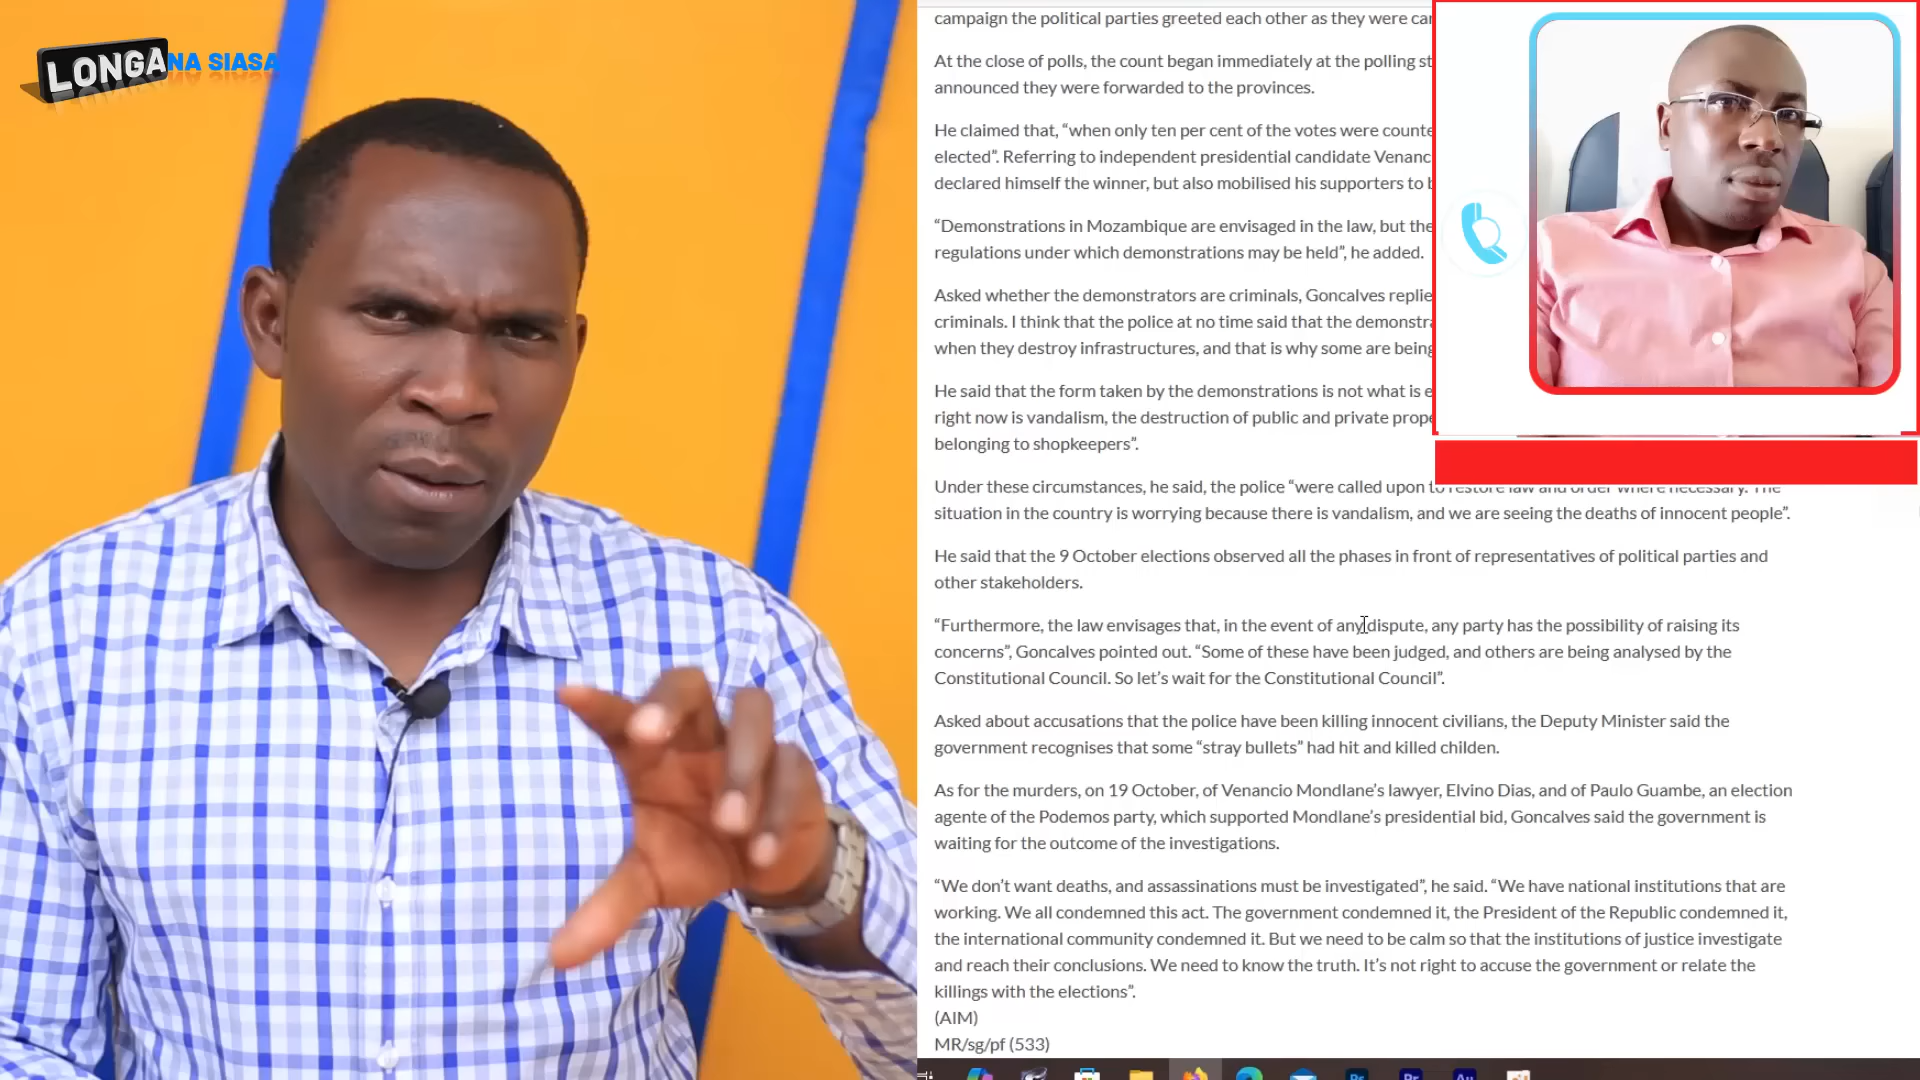 LONGA NA SIASA
campaign the political parties greeted each other as they were
At the close of polls, the count began immediately at the polling
announced they were forwarded to the provinces.
He claimed that, “when only ten per cent of the votes were
elected”. Referring to independent presidential candidate
declared himself the winner, but also mobilised his supporters to
“Demonstrations in Mozambique are envisaged in the law, but
regulations under which demonstrations may be held”, he added.
Asked whether the demonstrators are criminals, Goncalves
criminals. I think that the police at no time said that the
when they destroy infrastructures, and that is why some are
He said that the form taken by the demonstrations is not what is
right now is vandalism, the destruction of public and private
belonging to shopkeepers”.
Under these circumstances, he said, the police “were called upon to restore law and order where necessary. The
situation in the country is worrying because there is vandalism, and we are seeing the deaths of innocent people”.
He said that the 9 October elections observed all the phases in front of representatives of political parties and
other stakeholders.
“Furthermore, the law envisages that, in the event of any dispute, any party has the possibility of raising its
concerns”, Goncalves pointed out. “Some of these have been judged, and others are being analysed by the
Constitutional Council. So let’s wait for the Constitutional Council”.
Asked about accusations that the police have been killing innocent civilians, the Deputy Minister said the
government recognises that some “stray bullets” had hit and killed childen.
As for the murders, on 19 October, of Venancio Mondlane’s lawyer, Elvino Dias, and of Paulo Guambe, an election
agente of the Podemos party, which supported Mondlane’s presidential bid, Goncalves said the government is
waiting for the outcome of the investigations.
“We don’t want deaths, and assassinations must be investigated”, he said. “We have national institutions that are
working. We all condemned this act. The government condemned it, the President of the Republic condemned it,
the international community condemned it. But we need to be calm so that the institutions of justice investigate
and reach their conclusions. We need to know the truth. It’s not right to accuse the government or relate the
killings with the elections”.
(AIM)
MR/sg/pf (533)